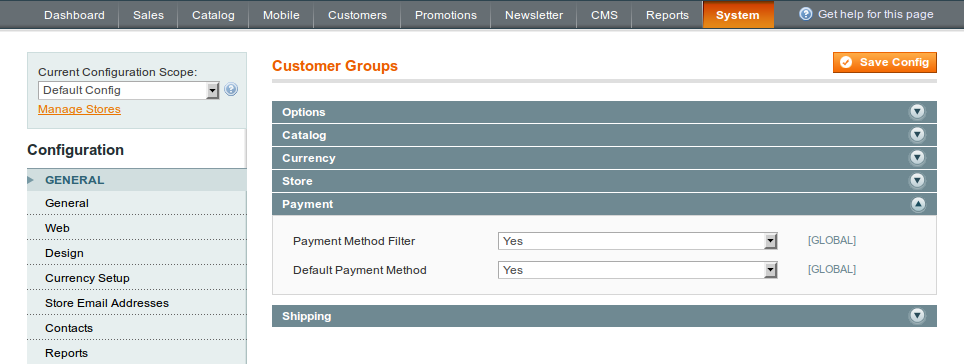 Dashboard Sales Catalog Mobile Customers Promotions Newsletter CMS Reports System Get help for this page
Current Configuration Scope:
Default Config
Manage Stores
Configuration
GENERAL
General
Web
Design
Currency Setup
Store Email Addresses
Contacts
Reports
Customer Groups
Save Config
Options
Catalog
Currency
Store
Payment
Payment Method Filter Yes [GLOBAL]
Default Payment Method Yes [GLOBAL]
Shipping